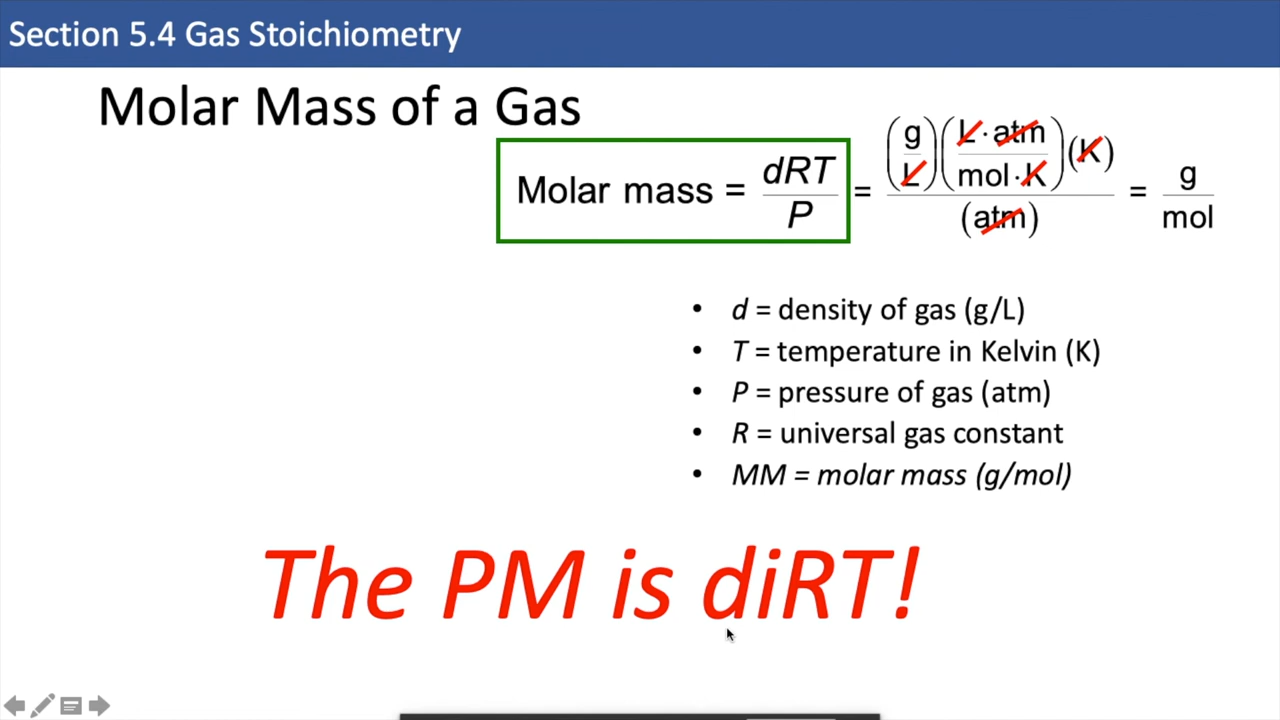 Section 5.4 Gas Stoichiometry
Molar Mass of a Gas
Molar mass = dRT/P = (g/L)(L·atm/mol·K)(K)/(atm) = g/mol
• d = density of gas (g/L)
• T = temperature in Kelvin (K)
• P = pressure of gas (atm)
• R = universal gas constant
• MM = molar mass (g/mol)
The PM is diRT!